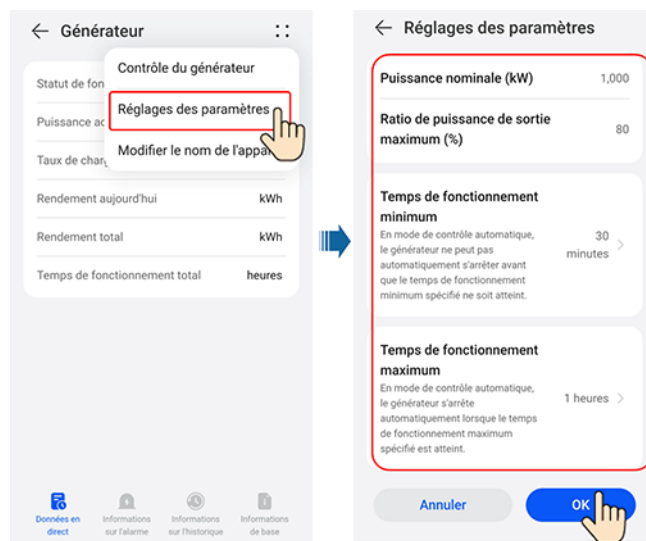 Générateur
Contrôle du générateur
Statut de fon
Réglages des paramètres
Puissance ac
Modifier le nom de l'appa
Taux de charg
Rendement aujourd'hui kWh
Rendement total kWh
Temps de fonctionnement total heures
Données en
direct
Informations
sur l'alarme
Informations
sur l'historique
Informations
de base
Réglages des paramètres
Puissance nominale (kW) 1,000
Ratio de puissance de sortie
maximum (%) 80
Temps de fonctionnement
minimum
En mode de contrôle automatique,
le générateur ne peut pas
automatiquement s'arrêter avant
que le temps de fonctionnement
minimum spécifié ne soit atteint.
30
minutes
Temps de fonctionnement
maximum
En mode de contrôle automatique,
le générateur s'arrête
automatiquement lorsque le temps
de fonctionnement maximum
spécifié est atteint.
1 heures
Annuler
OK